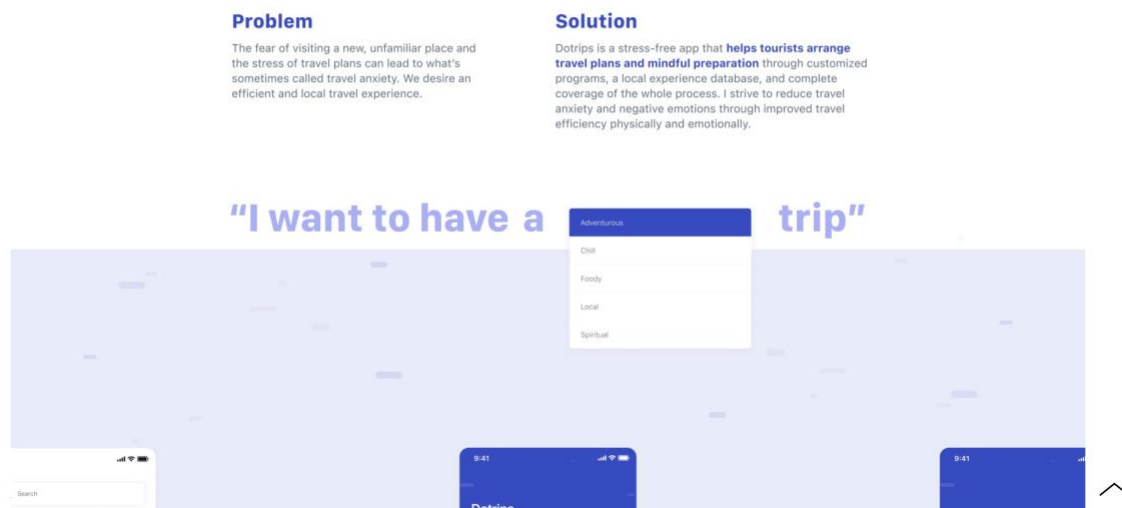 Problem
The fear of visiting a new, unfamiliar place and
the stress of travel plans can lead to what's
sometimes called travel anxiety. We desire an
efficient and local travel experience.
Solution
Dotrips is a stress-free app that helps tourists arrange
travel plans and mindful preparation through customized
programs, a local experience database, and complete
coverage of the whole process. I strive to reduce travel
anxiety and negative emotions through improved travel
efficiency physically and emotionally.
“I want to have a Adventurous trip”
Chill
Foody
Local
Spiritual
Search
9:41
Dotrips
9:41